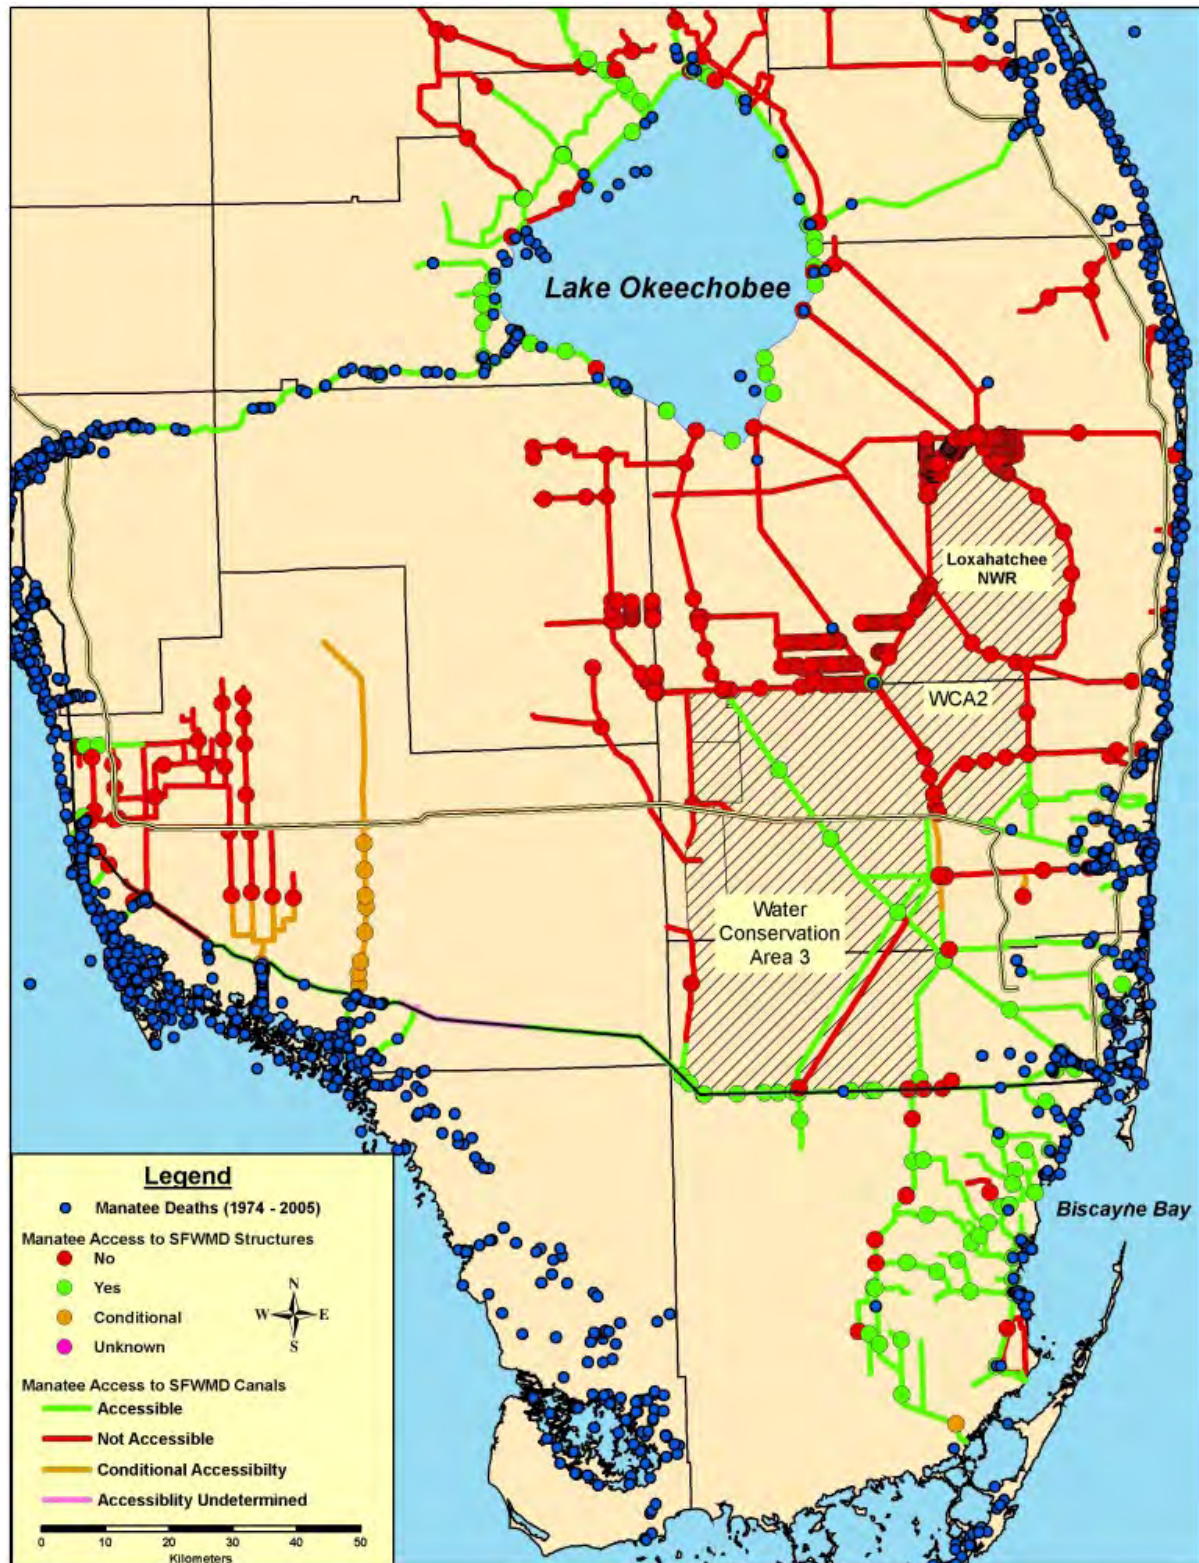 Lake Okeechobee
Loxahatchee
NWR
WCA2
Water
Conservation
Area 3
Biscayne Bay
Legend
Manatee Deaths (1974 - 2005)
Manatee Access to SFWMD Structures
No
Yes
Conditional
Unknown
N
W E
S
Manatee Access to SFWMD Canals
Accessible
Not Accessible
Conditional Accessibilty
Accessiblity Undetermined
0 10 20 30 40 50
Kilometers